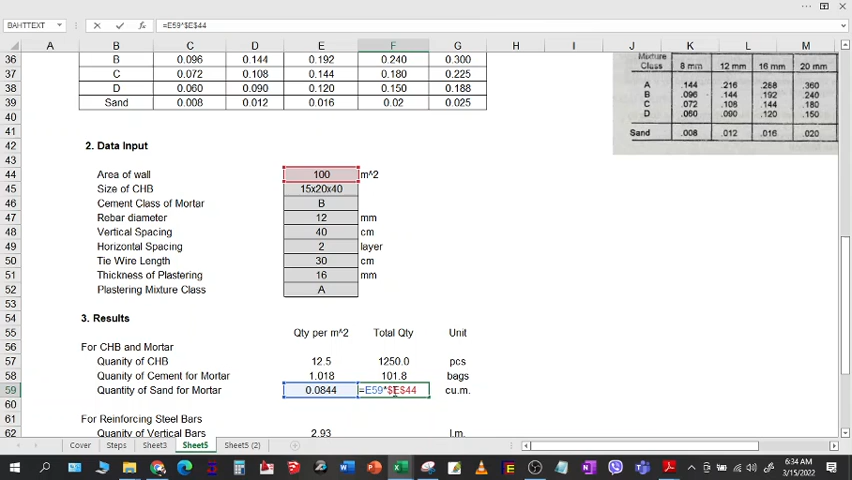 BAHTTEXT
=E59*$E$44
A B C D E F G H I J K L M
36 B 0.096 0.144 0.192 0.240 0.300
37 C 0.072 0.108 0.144 0.180 0.225
38 D 0.060 0.090 0.120 0.150 0.188
39 Sand 0.008 0.012 0.016 0.02 0.025
Mixture
Class 8 mm 12 mm 16 mm 20 mm
A .144 .216 .288 .360
B .096 .144 .192 .240
C .072 .108 .144 .180
D .060 .090 .120 .150
Sand .008 .012 .016 .020
40
41
42 2. Data Input
43
44 Area of wall 100 m^2
45 Size of CHB 15x20x40
46 Cement Class of Mortar B
47 Rebar diameter 12 mm
48 Vertical Spacing 40 cm
49 Horizontal Spacing 2 layer
50 Tie Wire Length 30 cm
51 Thickness of Plastering 16 mm
52 Plastering Mixture Class A
53
54 3. Results
55 Qty per m^2 Total Qty Unit
56 For CHB and Mortar
57 Quanity of CHB 12.5 1250.0 pcs
58 Quanity of Cement for Mortar 1.018 101.8 bags
59 Quantity of Sand for Mortar 0.0844 =E59*$E$44 cu.m.
60
61 For Reinforcing Steel Bars
62 Quantity of Vertical Bars 2.93 l.m.
Cover Steps Sheet3 Sheet5 Sheet5 (2)
6:34 AM
3/15/2022